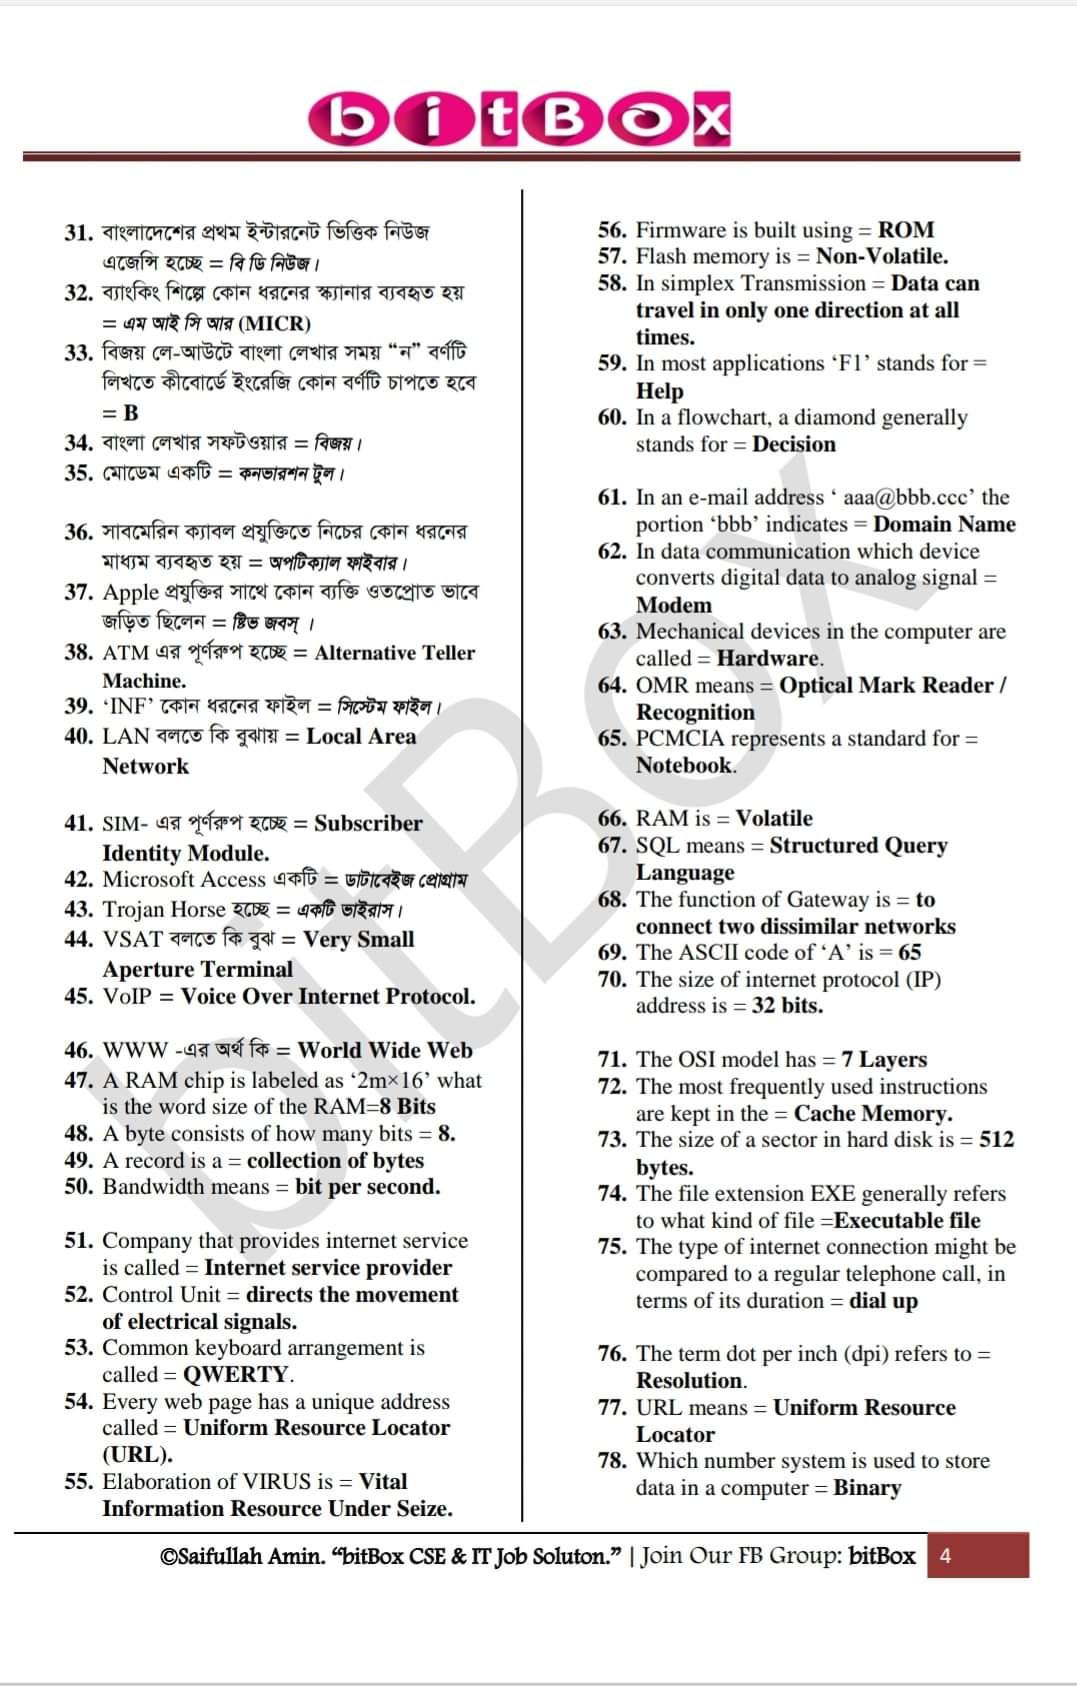 bitBox
31. বাংলাদেশের প্রথম ইন্টারনেট ভিত্তিক নিউজ
এজেন্সি হচ্ছে = বি ডি নিউজ।
32. ব্যাংকিং শিল্পে কোন ধরনের স্ক্যানার ব্যবহৃত হয়
= এম আই সি আর (MICR)
33. বিজয় লে-আউটে বাংলা লেখার সময় “ন” বর্ণটি
লিখতে কীবোর্ডে ইংরেজি কোন বর্ণটি চাপতে হবে
= B
34. বাংলা লেখার সফটওয়ার = বিজয়।
35. মোডেম একটি = কনভারশন টুল।
36. সাবমেরিন ক্যাবল প্রযুক্তিতে নিচের কোন ধরনের
মাধ্যম ব্যবহৃত হয় = অপটিক্যাল ফাইবার।
37. Apple প্রযুক্তির সাথে কোন ব্যক্তি ওতপ্রোত ভাবে
জড়িত ছিলেন = ষ্টিভ জবস্ ।
38. ATM এর পূর্ণরুপ হচ্ছে = Alternative Teller
Machine.
39. ‘INF’ কোন ধরনের ফাইল = সিস্টেম ফাইল।
40. LAN বলতে কি বুঝায় = Local Area
Network
41. SIM- এর পূর্ণরুপ হচ্ছে = Subscriber
Identity Module.
42. Microsoft Access একটি = ডাটাবেইজ প্রোগ্রাম
43. Trojan Horse হচ্ছে = একটি ভাইরাস।
44. VSAT বলতে কি বুঝ = Very Small
Aperture Terminal
45. VoIP = Voice Over Internet Protocol.
46. WWW -এর অর্থ কি = World Wide Web
47. A RAM chip is labeled as ‘2m×16’ what
is the word size of the RAM=8 Bits
48. A byte consists of how many bits = 8.
49. A record is a = collection of bytes
50. Bandwidth means = bit per second.
51. Company that provides internet service
is called = Internet service provider
52. Control Unit = directs the movement
of electrical signals.
53. Common keyboard arrangement is
called = QWERTY.
54. Every web page has a unique address
called = Uniform Resource Locator
(URL).
55. Elaboration of VIRUS is = Vital
Information Resource Under Seize.
56. Firmware is built using = ROM
57. Flash memory is = Non-Volatile.
58. In simplex Transmission = Data can
travel in only one direction at all
times.
59. In most applications ‘F1’ stands for =
Help
60. In a flowchart, a diamond generally
stands for = Decision
61. In an e-mail address ‘ aaa@bbb.ccc’ the
portion ‘bbb’ indicates = Domain Name
62. In data communication which device
converts digital data to analog signal =
Modem
63. Mechanical devices in the computer are
called = Hardware.
64. OMR means = Optical Mark Reader /
Recognition
65. PCMCIA represents a standard for =
Notebook.
66. RAM is = Volatile
67. SQL means = Structured Query
Language
68. The function of Gateway is = to
connect two dissimilar networks
69. The ASCII code of ‘A’ is = 65
70. The size of internet protocol (IP)
address is = 32 bits.
71. The OSI model has = 7 Layers
72. The most frequently used instructions
are kept in the = Cache Memory.
73. The size of a sector in hard disk is = 512
bytes.
74. The file extension EXE generally refers
to what kind of file =Executable file
75. The type of internet connection might be
compared to a regular telephone call, in
terms of its duration = dial up
76. The term dot per inch (dpi) refers to =
Resolution.
77. URL means = Uniform Resource
Locator
78. Which number system is used to store
data in a computer = Binary
bitBox
©Saifullah Amin. “bitBox CSE & IT Job Soluton.” | Join Our FB Group: bitBox 4